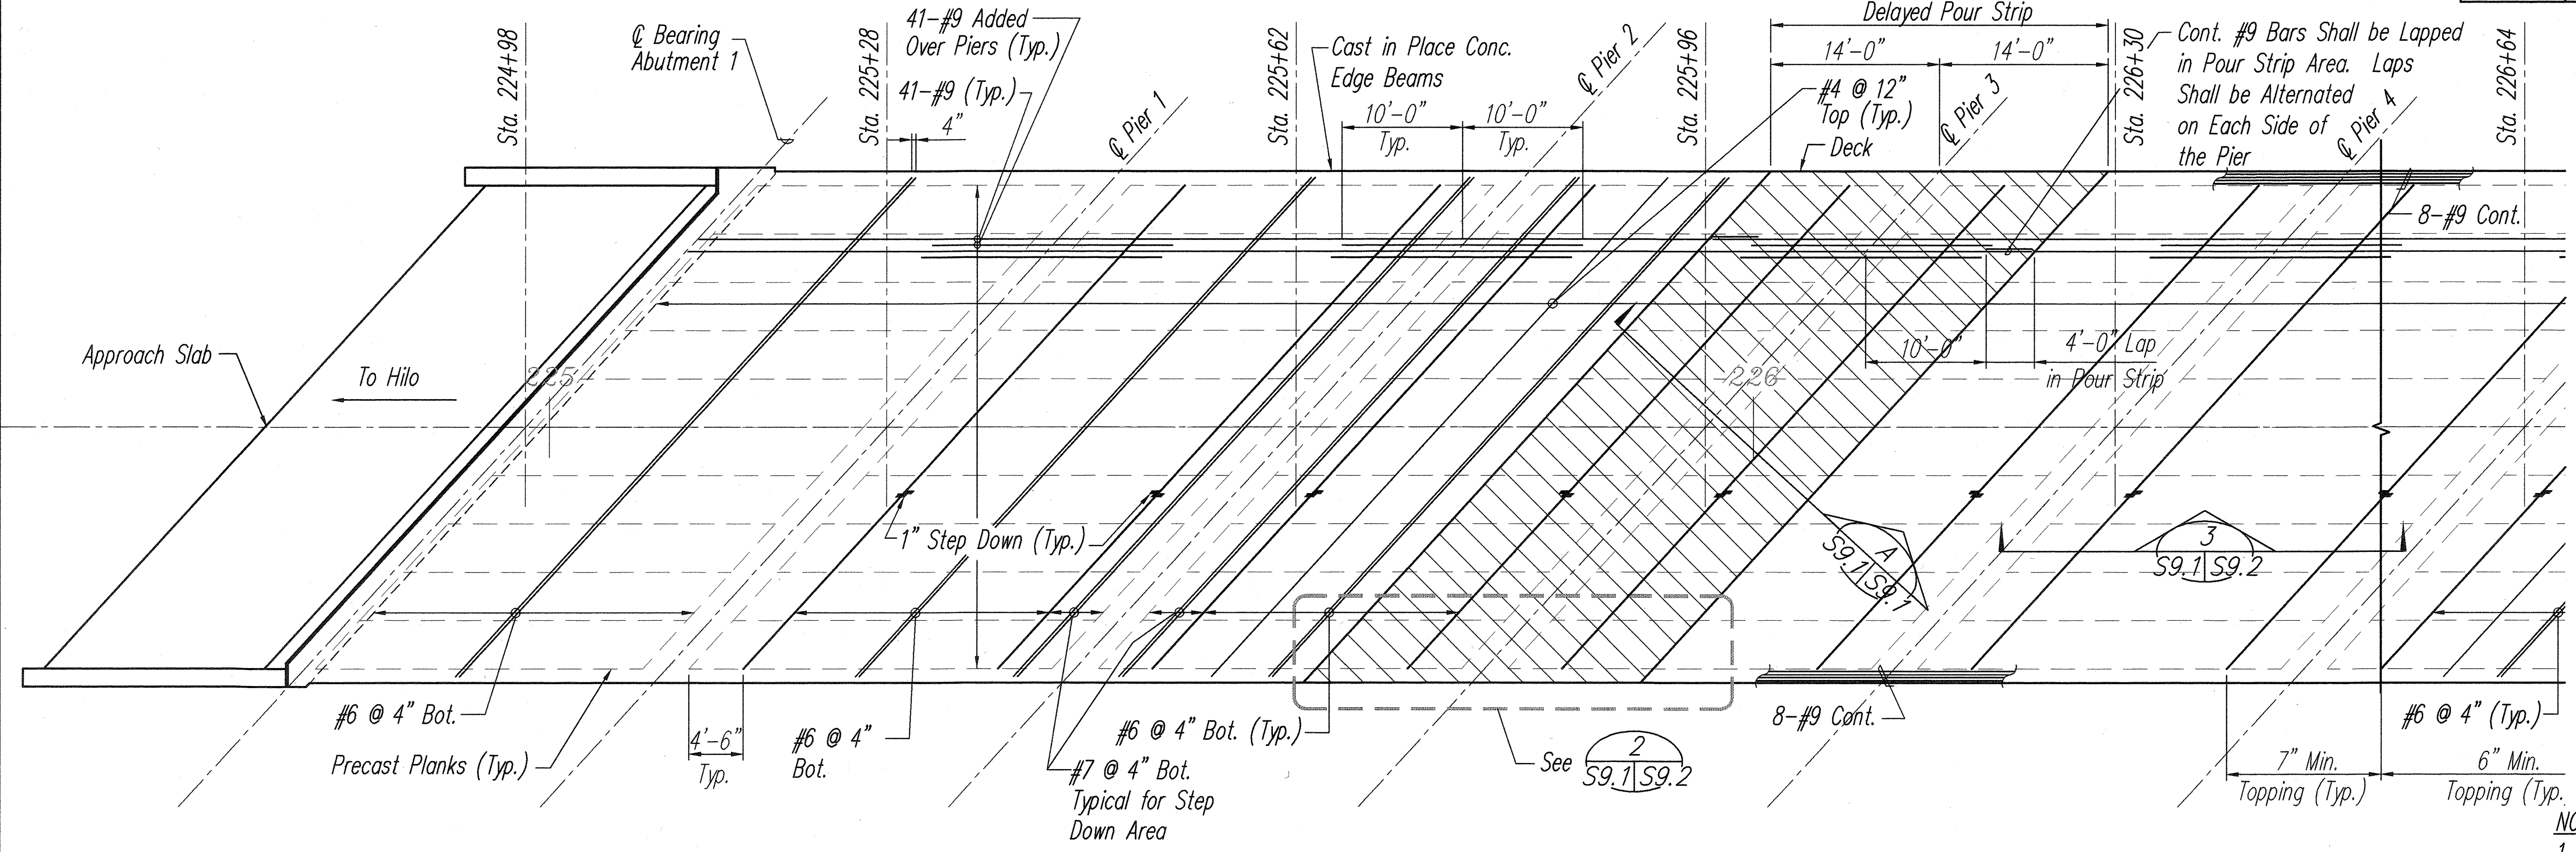 Sta. 224+98
℄ Bearing
Abutment 1
Sta. 225+28
41-#9 Added
Over Piers (Typ.)
41-#9 (Typ.)
4"
℄ Pier 1
Sta. 225+62
Cast in Place Conc.
Edge Beams
10'-0"
Typ.
10'-0"
Typ.
℄ Pier 2
Sta. 225+96
#4 @ 12"
Top (Typ.)
Deck
Delayed Pour Strip
14'-0"
14'-0"
℄ Pier 3
Sta. 226+30
Cont. #9 Bars Shall be Lapped
in Pour Strip Area. Laps
Shall be Alternated
on Each Side of
the Pier
℄ Pier 4
Sta. 226+64
8-#9 Cont.
Approach Slab
To Hilo
225
226
10'-0"
4'-0" Lap
in Pour Strip
1" Step Down (Typ.)
A
S9.1 S9.1
3
S9.1 S9.2
#6 @ 4" Bot.
Precast Planks (Typ.)
4'-6"
Typ.
#6 @ 4"
Bot.
#6 @ 4" Bot. (Typ.)
#7 @ 4" Bot.
Typical for Step
Down Area
See
2
S9.1 S9.2
8-#9 Cont.
#6 @ 4" (Typ.)
7" Min.
Topping (Typ.)
6" Min.
Topping (Typ.